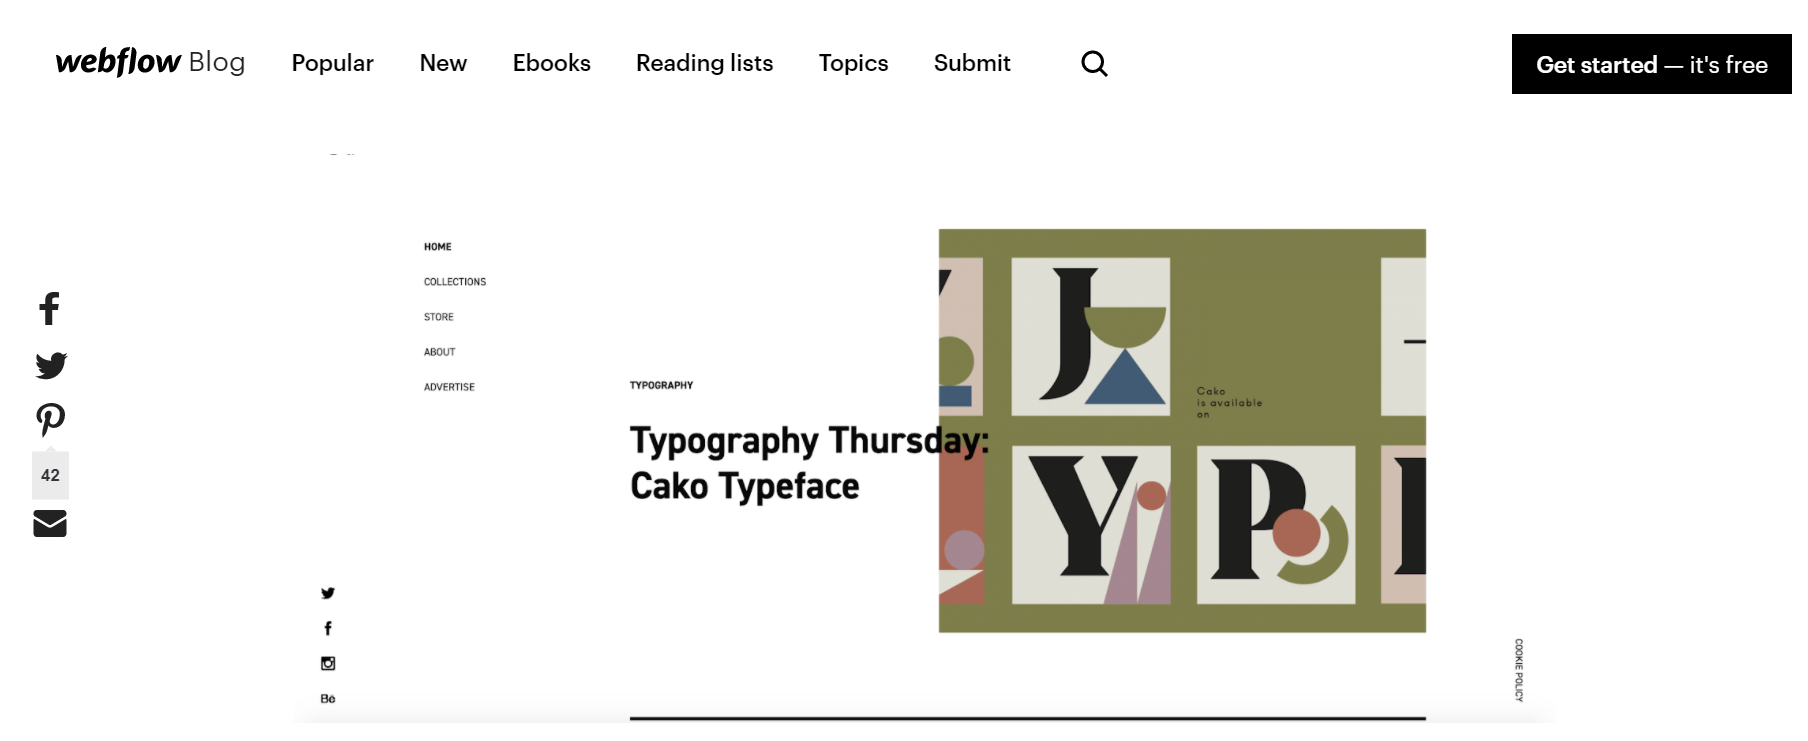 webflow Blog
Popular
New
Ebooks
Reading lists
Topics
Submit
Get started — it's free
HOME
COLLECTIONS
STORE
ABOUT
ADVERTISE
TYPOGRAPHY
Typography Thursday:
Cako Typeface
J
Cako
is available
on
Y
P
42
Bē
COOKIE POLICY